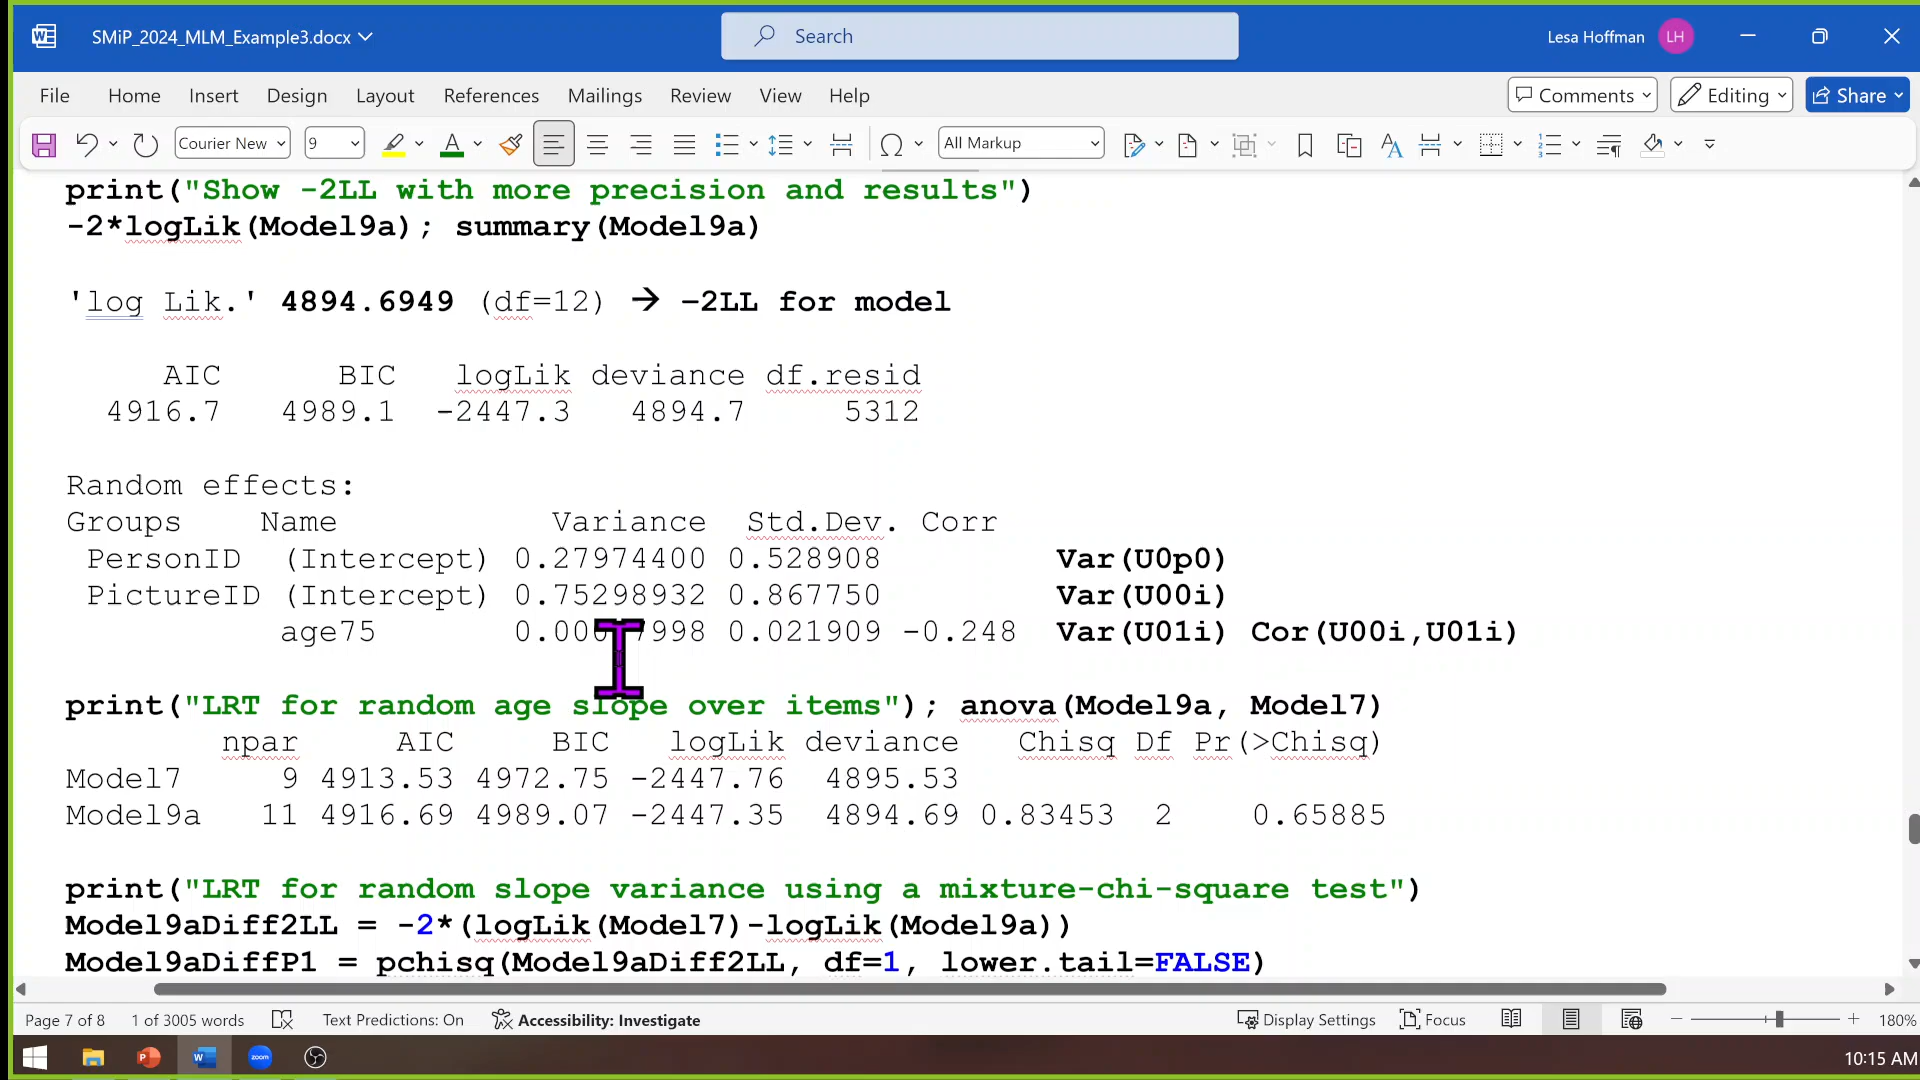 SMiP_2024_MLM_Example3.docx
Search
Lesa Hoffman LH
File Home Insert Design Layout References Mailings Review View Help
Comments Editing Share
Courier New 9 All Markup
print("Show -2LL with more precision and results")
-2*logLik(Model9a); summary(Model9a)
'log Lik.' 4894.6949 (df=12) → -2LL for model
AIC BIC logLik deviance df.resid
4916.7 4989.1 -2447.3 4894.7 5312
Random effects:
Groups Name Variance Std.Dev. Corr
PersonID (Intercept) 0.27974400 0.528908 Var(U0p0)
PictureID (Intercept) 0.75298932 0.867750 Var(U00i)
age75 0.021909 -0.248 Var(U01i) Cor(U00i,U01i)
print("LRT for random age slope over items"); anova(Model9a, Model7)
npar AIC BIC logLik deviance Chisq Df Pr(>Chisq)
Model7 9 4913.53 4972.75 -2447.76 4895.53
Model9a 11 4916.69 4989.07 -2447.35 4894.69 0.83453 2 0.65885
print("LRT for random slope variance using a mixture-chi-square test")
Model9aDiff2LL = -2*(logLik(Model7)-logLik(Model9a))
Model9aDiffP1 = pchisq(Model9aDiff2LL, df=1, lower.tail=FALSE)
Page 7 of 8 1 of 3005 words Text Predictions: On Accessibility: Investigate Display Settings Focus 180%
zoom 10:15 AM